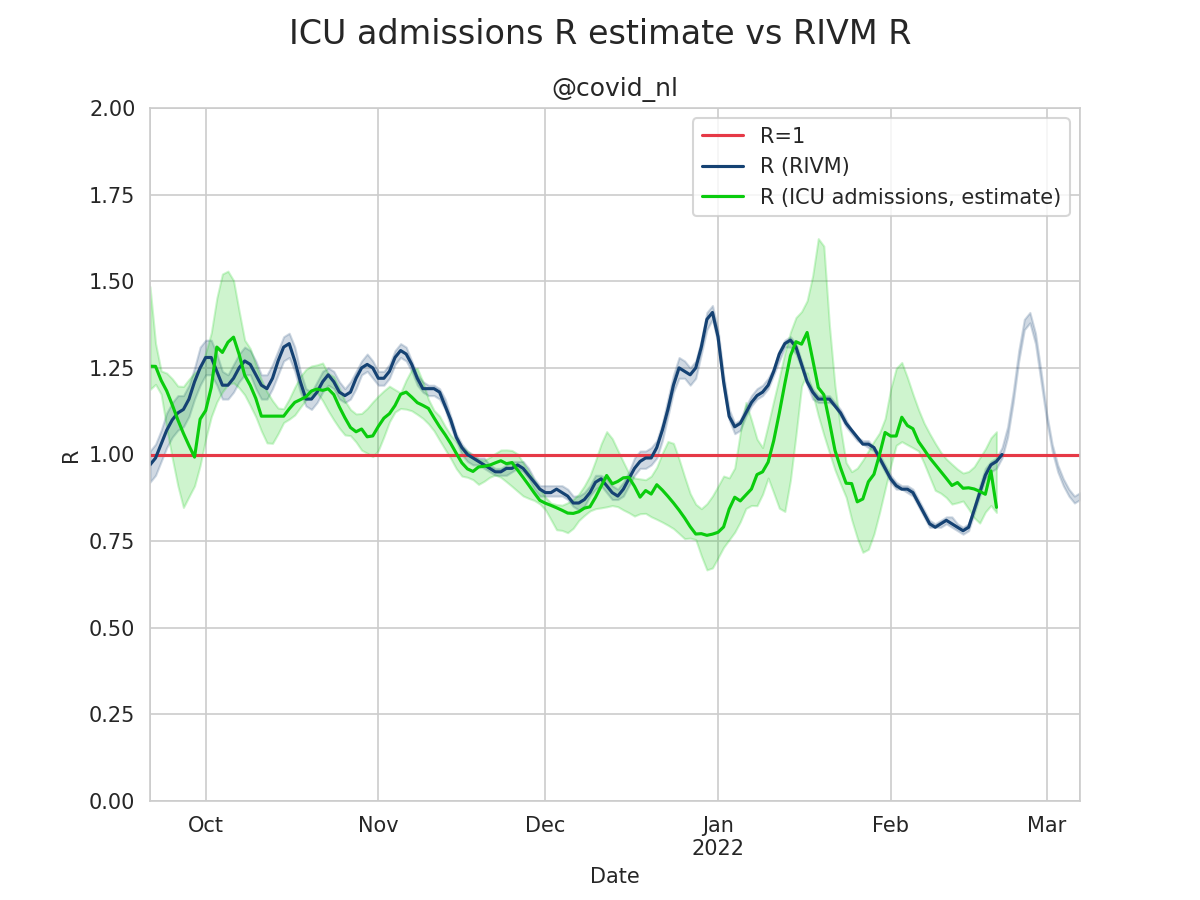 ICU admissions R estimate vs RIVM R
@covid_nl
2.00
1.75
1.50
1.25
1.00
0.75
0.50
0.25
0.00
R
R=1
R (RIVM)
R (ICU admissions, estimate)
Oct Nov Dec Jan Feb Mar
2022
Date